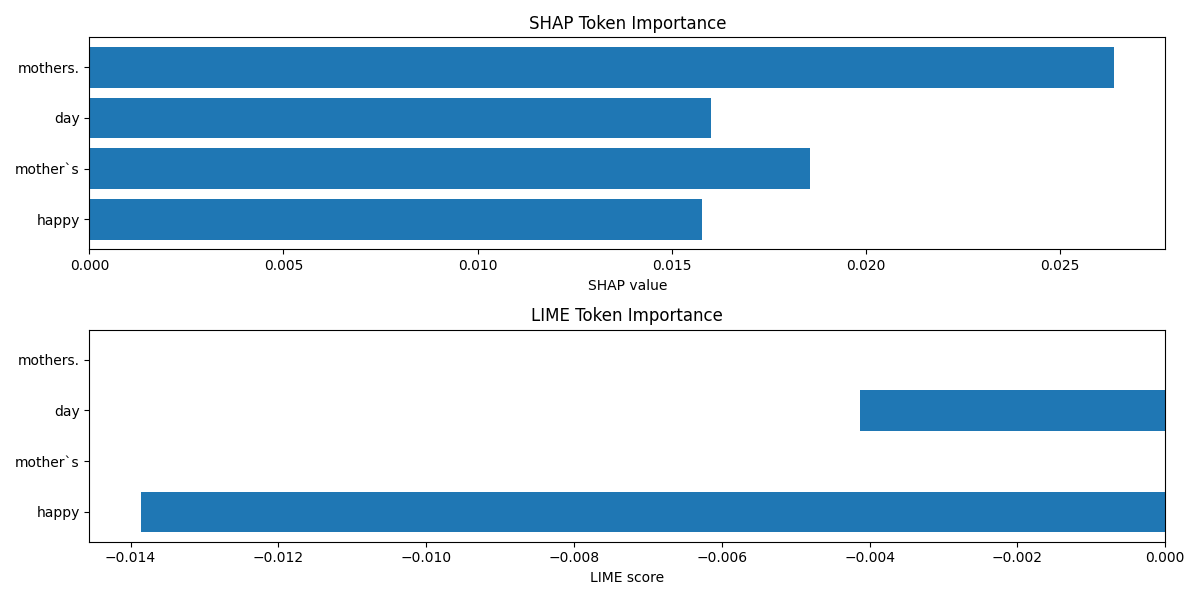 SHAP Token Importance
mothers.
day
mother`s
happy
0.000 0.005 0.010 0.015 0.020 0.025
SHAP value
LIME Token Importance
mothers.
day
mother`s
happy
−0.014 −0.012 −0.010 −0.008 −0.006 −0.004 −0.002 0.000
LIME score